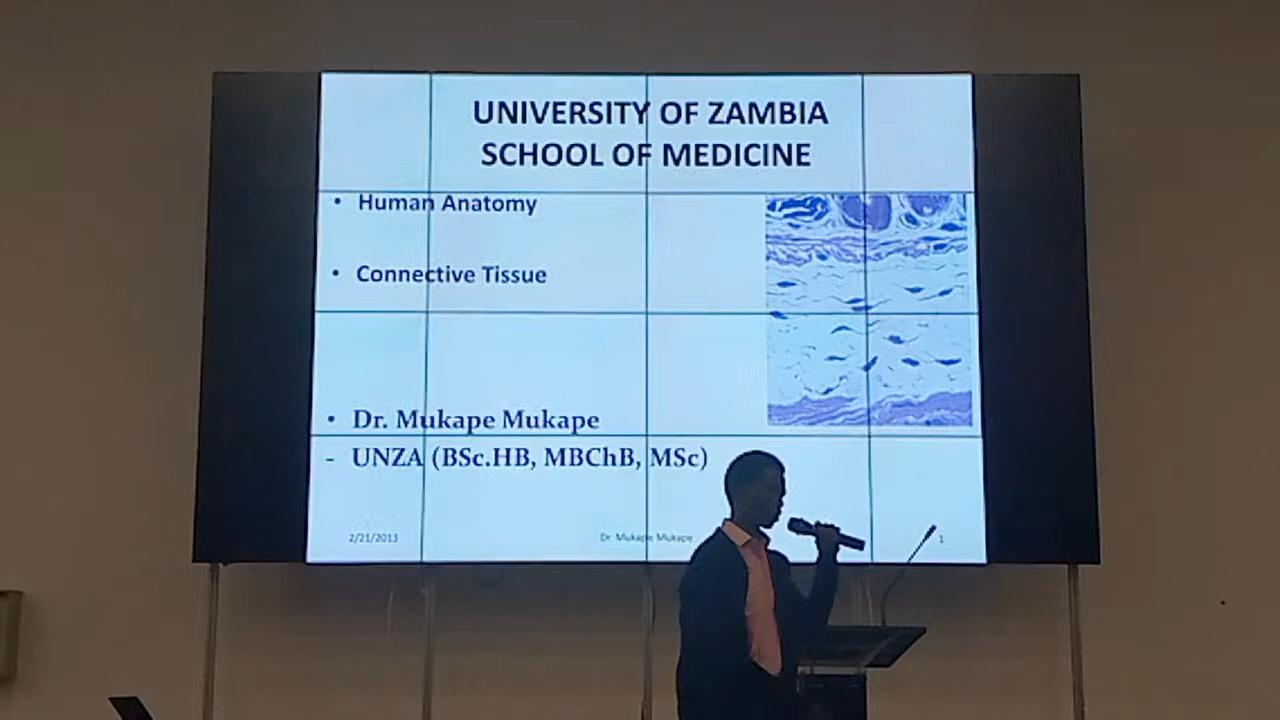 UNIVERSITY OF ZAMBIA
SCHOOL OF MEDICINE
• Human Anatomy
• Connective Tissue
• Dr. Mukape Mukape
- UNZA (BSc.HB, MBChB, MSc)
2/21/2013 Dr. Mukape Mukape 1